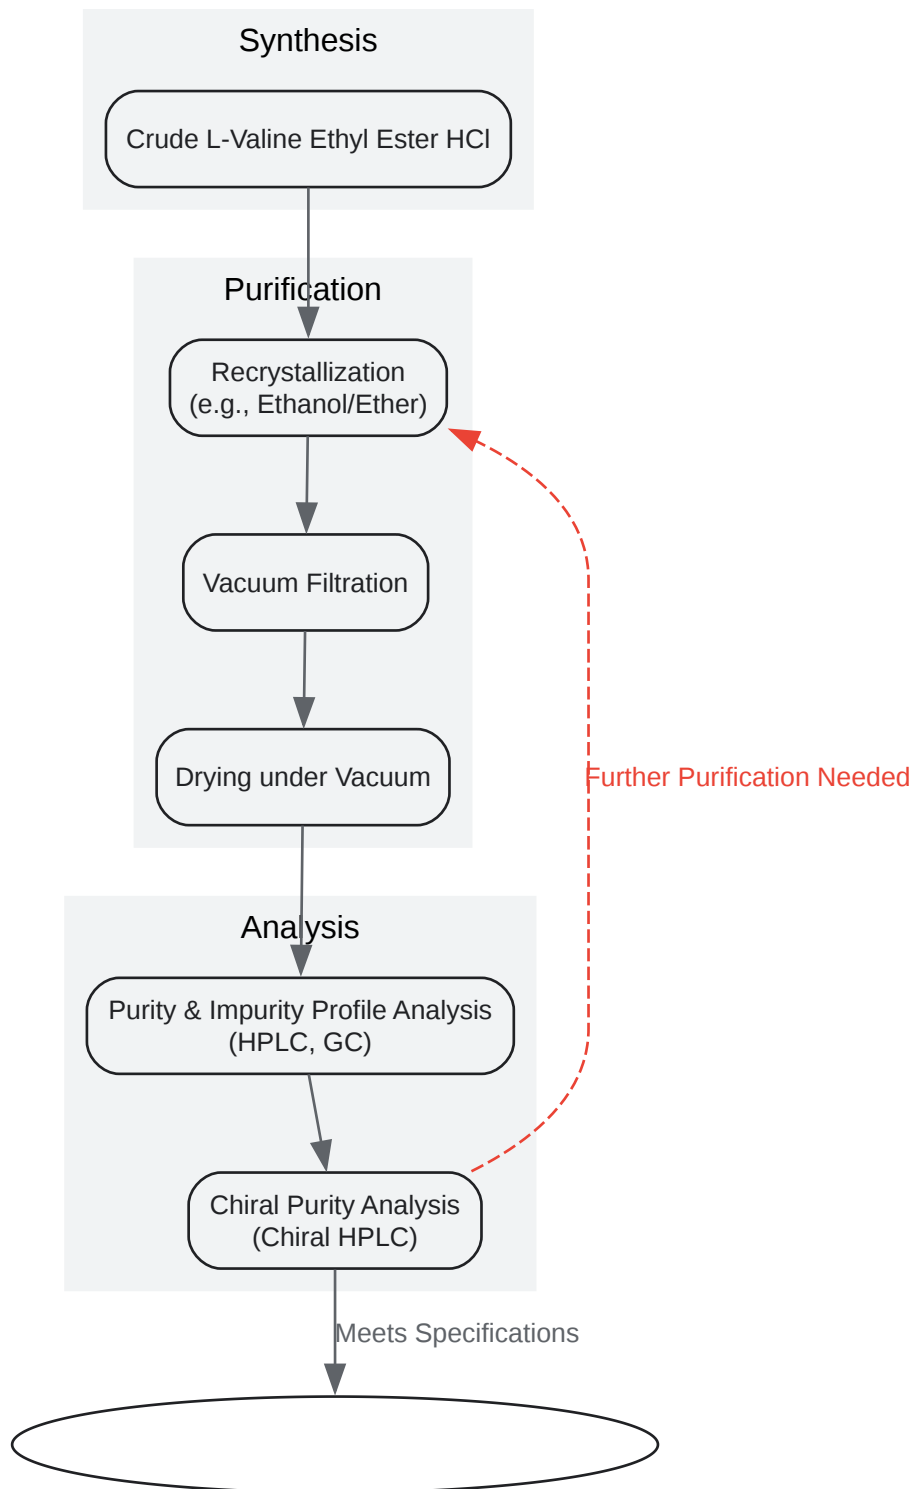 Synthesis
Crude L-Valine Ethyl Ester HCl
Purification
Recrystallization
(e.g., Ethanol/Ether)
Vacuum Filtration
Drying under Vacuum
Further Purification Needed
Analysis
Purity & Impurity Profile Analysis
(HPLC, GC)
Chiral Purity Analysis
(Chiral HPLC)
Meets Specifications